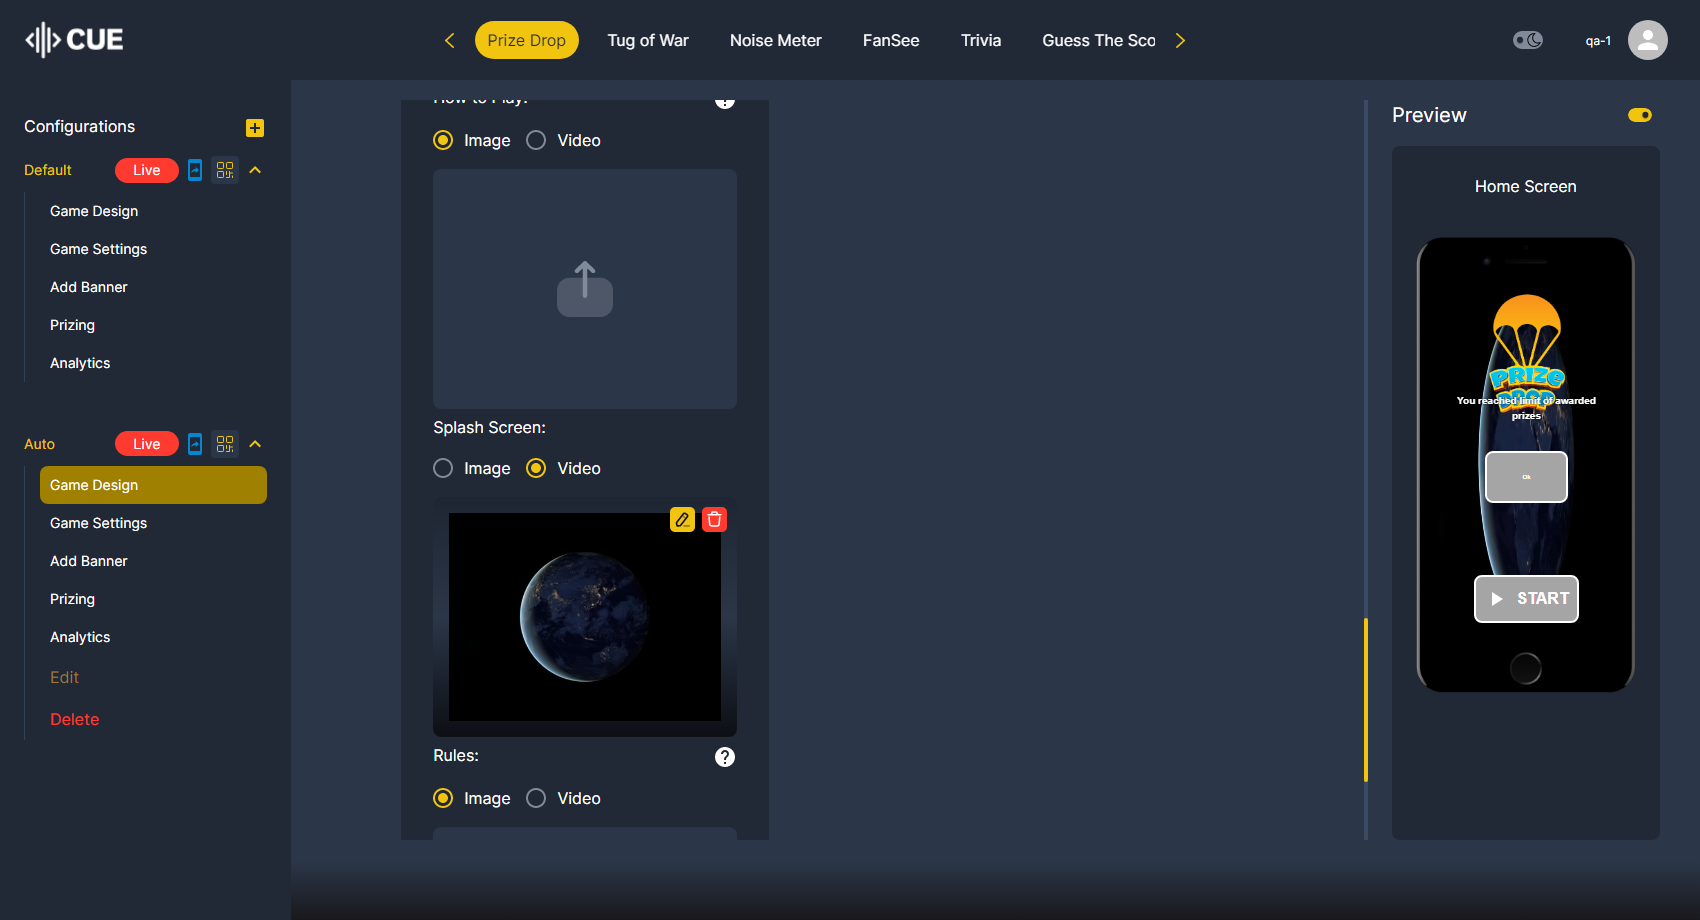 CUE
Prize Drop
Tug of War
Noise Meter
FanSee
Trivia
Guess The Sco
qa-1
Configurations
Default
Live
Game Design
Game Settings
Add Banner
Prizing
Analytics
Auto
Live
Game Design
Game Settings
Add Banner
Prizing
Analytics
Edit
Delete
How to Play:
?
Image
Video
Splash Screen:
Image
Video
Rules:
?
Image
Video
Preview
Home Screen
PRIZE
DROP
You reached limit of awarded
prizes
Ok
START